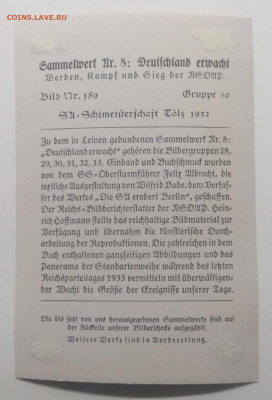 COINS.LAVE.RU
Sammelwerk Nr. 8: Deutschland erwacht
Werden, Kampf und Sieg der NSDAP.
Bild Nr. 189 Gruppe 30
SA-Schimeisterschaft Tölz 1932
Zu dem in Leinen gebundenen Sammelwerk Nr. 8:
„Deutschland erwacht“ gehören die Bildergruppen 28,
29, 30, 31, 32, 33. Einband und Buchschmuck wurden
von dem SS-Obersturmführer Felix Albrecht, die
textliche Ausgestaltung von Wilfrid Bade, dem Verfas-
ser des Werkes „Die SA erobert Berlin“, geschaffen.
Der Reichs-Bildberichterstatter der NSDAP. Hein-
rich Hoffmann stellte das reichhaltige Bildmaterial zur
Verfügung und übernahm die künstlerische Durch-
arbeitung der Reproduktionen. Die zahlreichen in dem
Buch enthaltenen ganzseitigen Abbildungen und das
Panorama der Standartenweihe während des letzten
Reichsparteitages 1933 vermitteln mit überwältigen-
der Wucht die Größe der Ereignisse unserer Tage.
Die bis jetzt von uns herausgegebenen Sammelwerke sind auf
der Rückseite unserer Bilderschecks aufgezählt.
Weitere Werke sind in Vorbereitung.